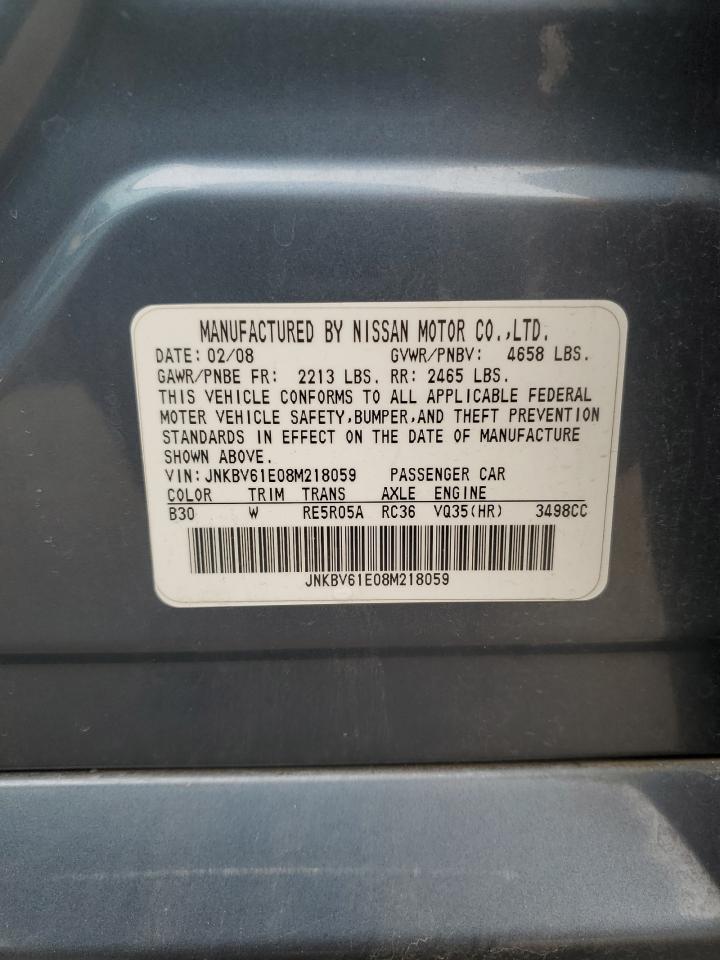 MANUFACTURED BY NISSAN MOTOR CO.,LTD.
DATE: 02/08 GVWR/PNBV: 4658 LBS.
GAWR/PNBE FR: 2213 LBS. RR: 2465 LBS.
THIS VEHICLE CONFORMS TO ALL APPLICABLE FEDERAL
MOTER VEHICLE SAFETY,BUMPER,AND THEFT PREVENTION
STANDARDS IN EFFECT ON THE DATE OF MANUFACTURE
SHOWN ABOVE.
VIN:JNKBV61E08M218059 PASSENGER CAR
COLOR TRIM TRANS AXLE ENGINE
B30 W RE5R05A RC36 VQ35(HR) 3498CC
JNKBV61E08M218059